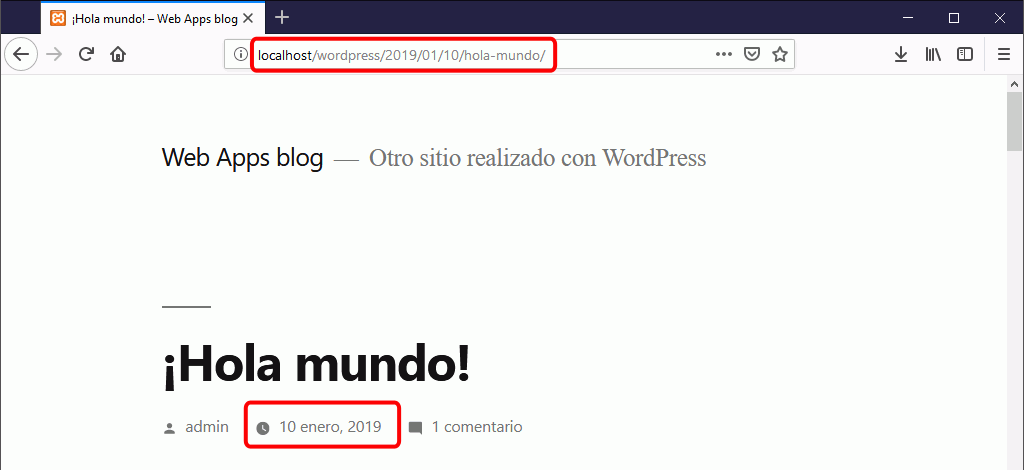 ¡Hola mundo! – Web Apps blog
localhost/wordpress/2019/01/10/hola-mundo/
Web Apps blog — Otro sitio realizado con WordPress
¡Hola mundo!
admin 10 enero, 2019 1 comentario